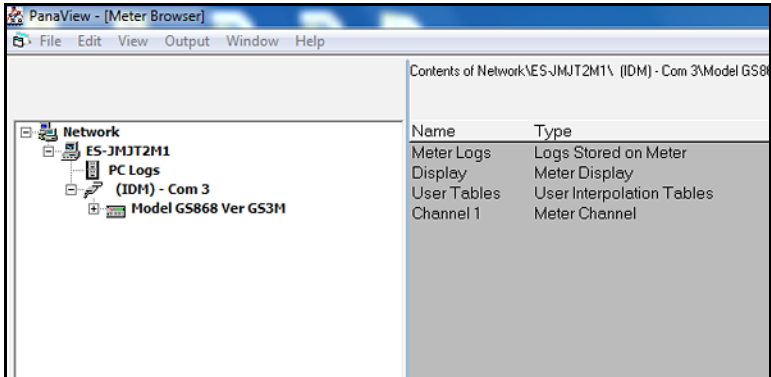 PanaView - [Meter Browser]
File Edit View Output Window Help
Contents of Network\ES-JMJT2M1\ (IDM) - Com 3\Model GS8
Network
ES-JMJT2M1
PC Logs
(IDM) - Com 3
Model GS868 Ver GS3M
Name Type
Meter Logs Logs Stored on Meter
Display Meter Display
User Tables User Interpolation Tables
Channel 1 Meter Channel